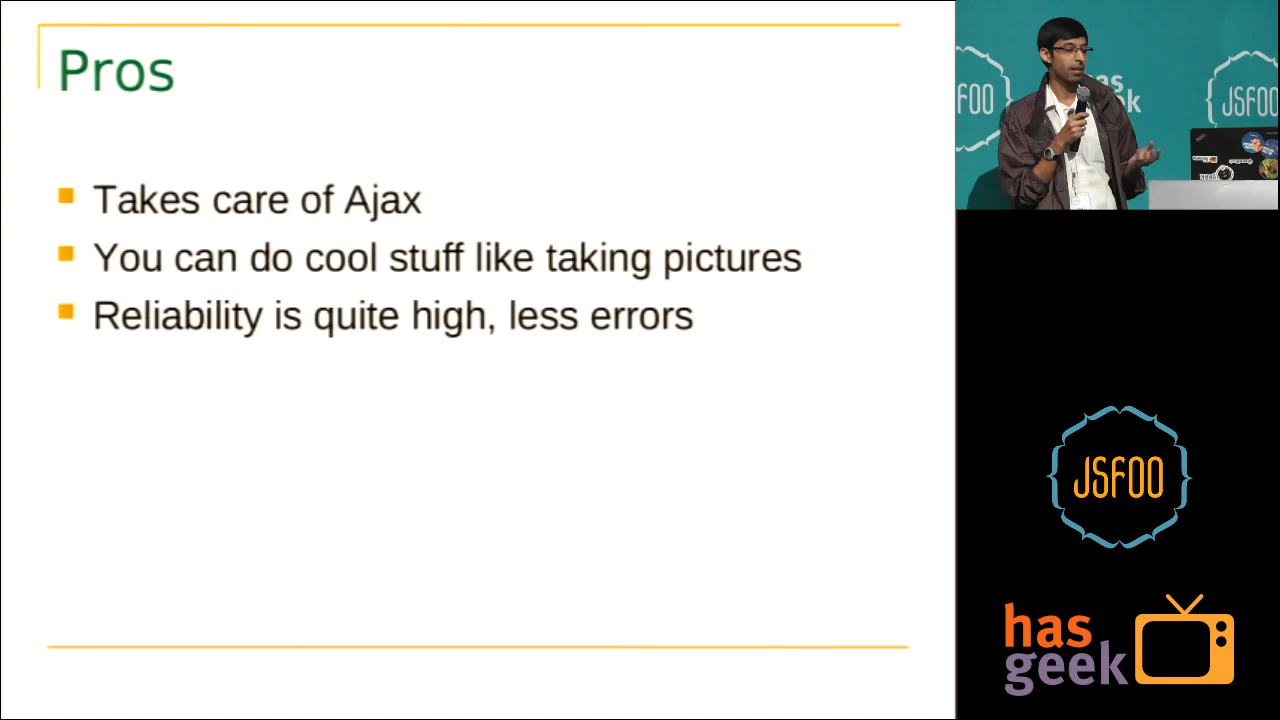 Pros
Takes care of Ajax
You can do cool stuff like taking pictures
Reliability is quite high, less errors
JSFOO
JSFOO
has
geek